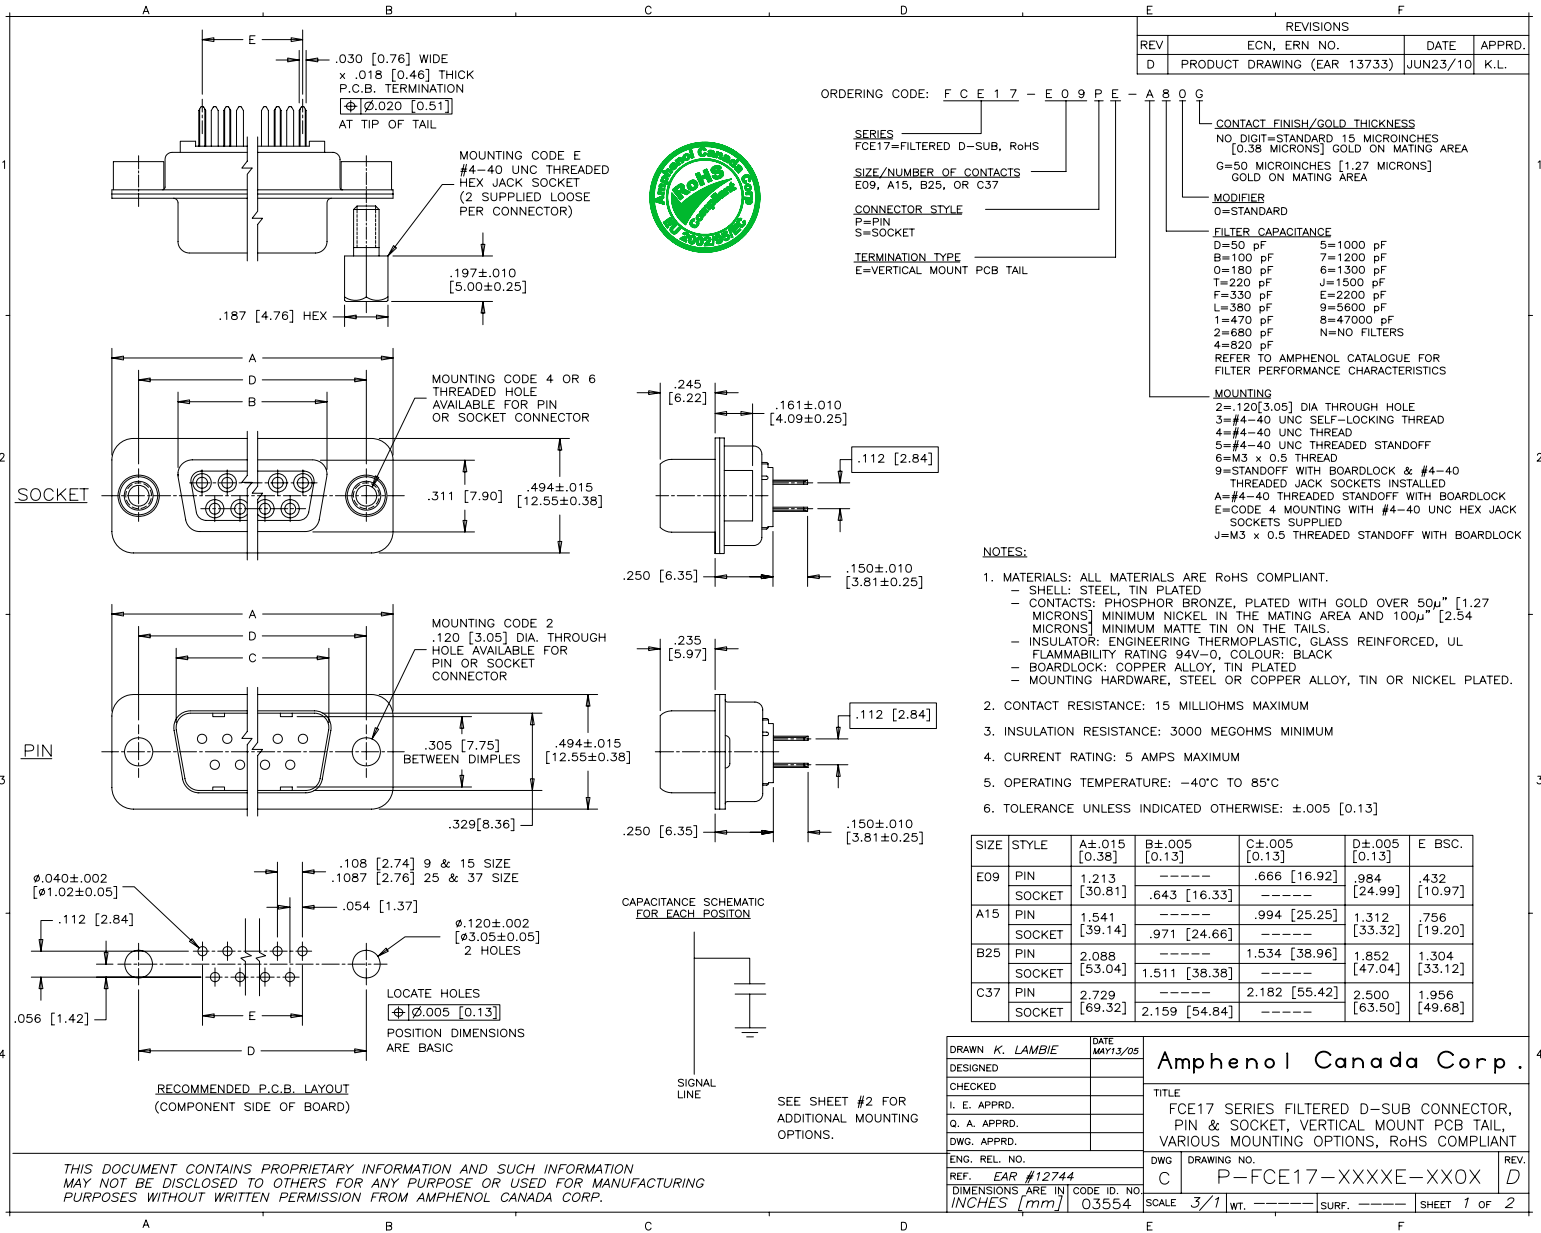 A B C D E F
REVISIONS
REV ECN, ERN NO. DATE APPRD.
D PRODUCT DRAWING (EAR 13733) JUN23/10 K.L.
E
.030 [0.76] WIDE
x .018 [0.46] THICK
P.C.B. TERMINATION
⌖ Ø.020 [0.51]
AT TIP OF TAIL
MOUNTING CODE E
#4-40 UNC THREADED
HEX JACK SOCKET
(2 SUPPLIED LOOSE
PER CONNECTOR)
.197±.010
[5.00±0.25]
.187 [4.76] HEX
Amphenol Canada Corp
RoHS
Compliant
ORDERING CODE: F C E 1 7 - E 0 9 P E - A 8 0 G
SERIES
FCE17=FILTERED D-SUB, RoHS
SIZE/NUMBER OF CONTACTS
E09, A15, B25, OR C37
CONNECTOR STYLE
P=PIN
S=SOCKET
TERMINATION TYPE
E=VERTICAL MOUNT PCB TAIL
CONTACT FINISH/GOLD THICKNESS
NO DIGIT=STANDARD 15 MICROINCHES
[0.38 MICRONS] GOLD ON MATING AREA
G=50 MICROINCHES [1.27 MICRONS]
GOLD ON MATING AREA
MODIFIER
0=STANDARD
FILTER CAPACITANCE
D=50 pF 5=1000 pF
B=100 pF 7=1200 pF
0=180 pF 6=1300 pF
T=220 pF J=1500 pF
F=330 pF E=2200 pF
L=380 pF 9=5600 pF
1=470 pF 8=47000 pF
2=680 pF N=NO FILTERS
4=820 pF
REFER TO AMPHENOL CATALOGUE FOR
FILTER PERFORMANCE CHARACTERISTICS
MOUNTING
2=.120[3.05] DIA THROUGH HOLE
3=#4-40 UNC SELF-LOCKING THREAD
4=#4-40 UNC THREAD
5=#4-40 UNC THREADED STANDOFF
6=M3 x 0.5 THREAD
9=STANDOFF WITH BOARDLOCK & #4-40
THREADED JACK SOCKETS INSTALLED
A=#4-40 THREADED STANDOFF WITH BOARDLOCK
E=CODE 4 MOUNTING WITH #4-40 UNC HEX JACK
SOCKETS SUPPLIED
J=M3 x 0.5 THREADED STANDOFF WITH BOARDLOCK
A
D
B
MOUNTING CODE 4 OR 6
THREADED HOLE
AVAILABLE FOR PIN
OR SOCKET CONNECTOR
SOCKET
.311 [7.90]
.494±.015
[12.55±0.38]
.245
[6.22]
.161±.010
[4.09±0.25]
.112 [2.84]
.250 [6.35]
.150±.010
[3.81±0.25]
A
D
C
MOUNTING CODE 2
.120 [3.05] DIA. THROUGH
HOLE AVAILABLE FOR
PIN OR SOCKET
CONNECTOR
PIN
.305 [7.75]
BETWEEN DIMPLES
.494±.015
[12.55±0.38]
.329[8.36]
.235
[5.97]
.112 [2.84]
.250 [6.35]
.150±.010
[3.81±0.25]
NOTES:
1. MATERIALS: ALL MATERIALS ARE RoHS COMPLIANT.
- SHELL: STEEL, TIN PLATED
- CONTACTS: PHOSPHOR BRONZE, PLATED WITH GOLD OVER 50µ" [1.27
MICRONS] MINIMUM NICKEL IN THE MATING AREA AND 100µ" [2.54
MICRONS] MINIMUM MATTE TIN ON THE TAILS.
- INSULATOR: ENGINEERING THERMOPLASTIC, GLASS REINFORCED, UL
FLAMMABILITY RATING 94V-0, COLOUR: BLACK
- BOARDLOCK: COPPER ALLOY, TIN PLATED
- MOUNTING HARDWARE, STEEL OR COPPER ALLOY, TIN OR NICKEL PLATED.
2. CONTACT RESISTANCE: 15 MILLIOHMS MAXIMUM
3. INSULATION RESISTANCE: 3000 MEGOHMS MINIMUM
4. CURRENT RATING: 5 AMPS MAXIMUM
5. OPERATING TEMPERATURE: -40°C TO 85°C
6. TOLERANCE UNLESS INDICATED OTHERWISE: ±.005 [0.13]
SIZE STYLE A±.015 [0.38] B±.005 [0.13] C±.005 [0.13] D±.005 [0.13] E BSC.
E09 PIN 1.213 [30.81] ----- .666 [16.92] .984 [24.99] .432 [10.97]
SOCKET .643 [16.33] -----
A15 PIN 1.541 [39.14] ----- .994 [25.25] 1.312 [33.32] .756 [19.20]
SOCKET .971 [24.66] -----
B25 PIN 2.088 [53.04] ----- 1.534 [38.96] 1.852 [47.04] 1.304 [33.12]
SOCKET 1.511 [38.38] -----
C37 PIN 2.729 [69.32] ----- 2.182 [55.42] 2.500 [63.50] 1.956 [49.68]
SOCKET 2.159 [54.84] -----
.108 [2.74] 9 & 15 SIZE
.1087 [2.76] 25 & 37 SIZE
ø.040±.002
[ø1.02±0.05]
.054 [1.37]
.112 [2.84]
ø.120±.002
[ø3.05±0.05]
2 HOLES
.056 [1.42]
E
D
LOCATE HOLES
⌖ Ø.005 [0.13]
POSITION DIMENSIONS
ARE BASIC
RECOMMENDED P.C.B. LAYOUT
(COMPONENT SIDE OF BOARD)
CAPACITANCE SCHEMATIC
FOR EACH POSITON
SIGNAL
LINE
SEE SHEET #2 FOR
ADDITIONAL MOUNTING
OPTIONS.
THIS DOCUMENT CONTAINS PROPRIETARY INFORMATION AND SUCH INFORMATION
MAY NOT BE DISCLOSED TO OTHERS FOR ANY PURPOSE OR USED FOR MANUFACTURING
PURPOSES WITHOUT WRITTEN PERMISSION FROM AMPHENOL CANADA CORP.
DRAWN K. LAMBIE DATE MAY13/05
DESIGNED
CHECKED
I. E. APPRD.
Q. A. APPRD.
DWG. APPRD.
ENG. REL. NO.
REF. EAR #12744
DIMENSIONS ARE IN INCHES [mm]
CODE ID. NO. 03554
Amphenol Canada Corp.
TITLE
FCE17 SERIES FILTERED D-SUB CONNECTOR,
PIN & SOCKET, VERTICAL MOUNT PCB TAIL,
VARIOUS MOUNTING OPTIONS, RoHS COMPLIANT
DWG C DRAWING NO. P-FCE17-XXXXE-XX0X REV. D
SCALE 3/1 WT. ----- SURF. ---- SHEET 1 OF 2
1 2 3 4
1 2 3 4
A B C D E F